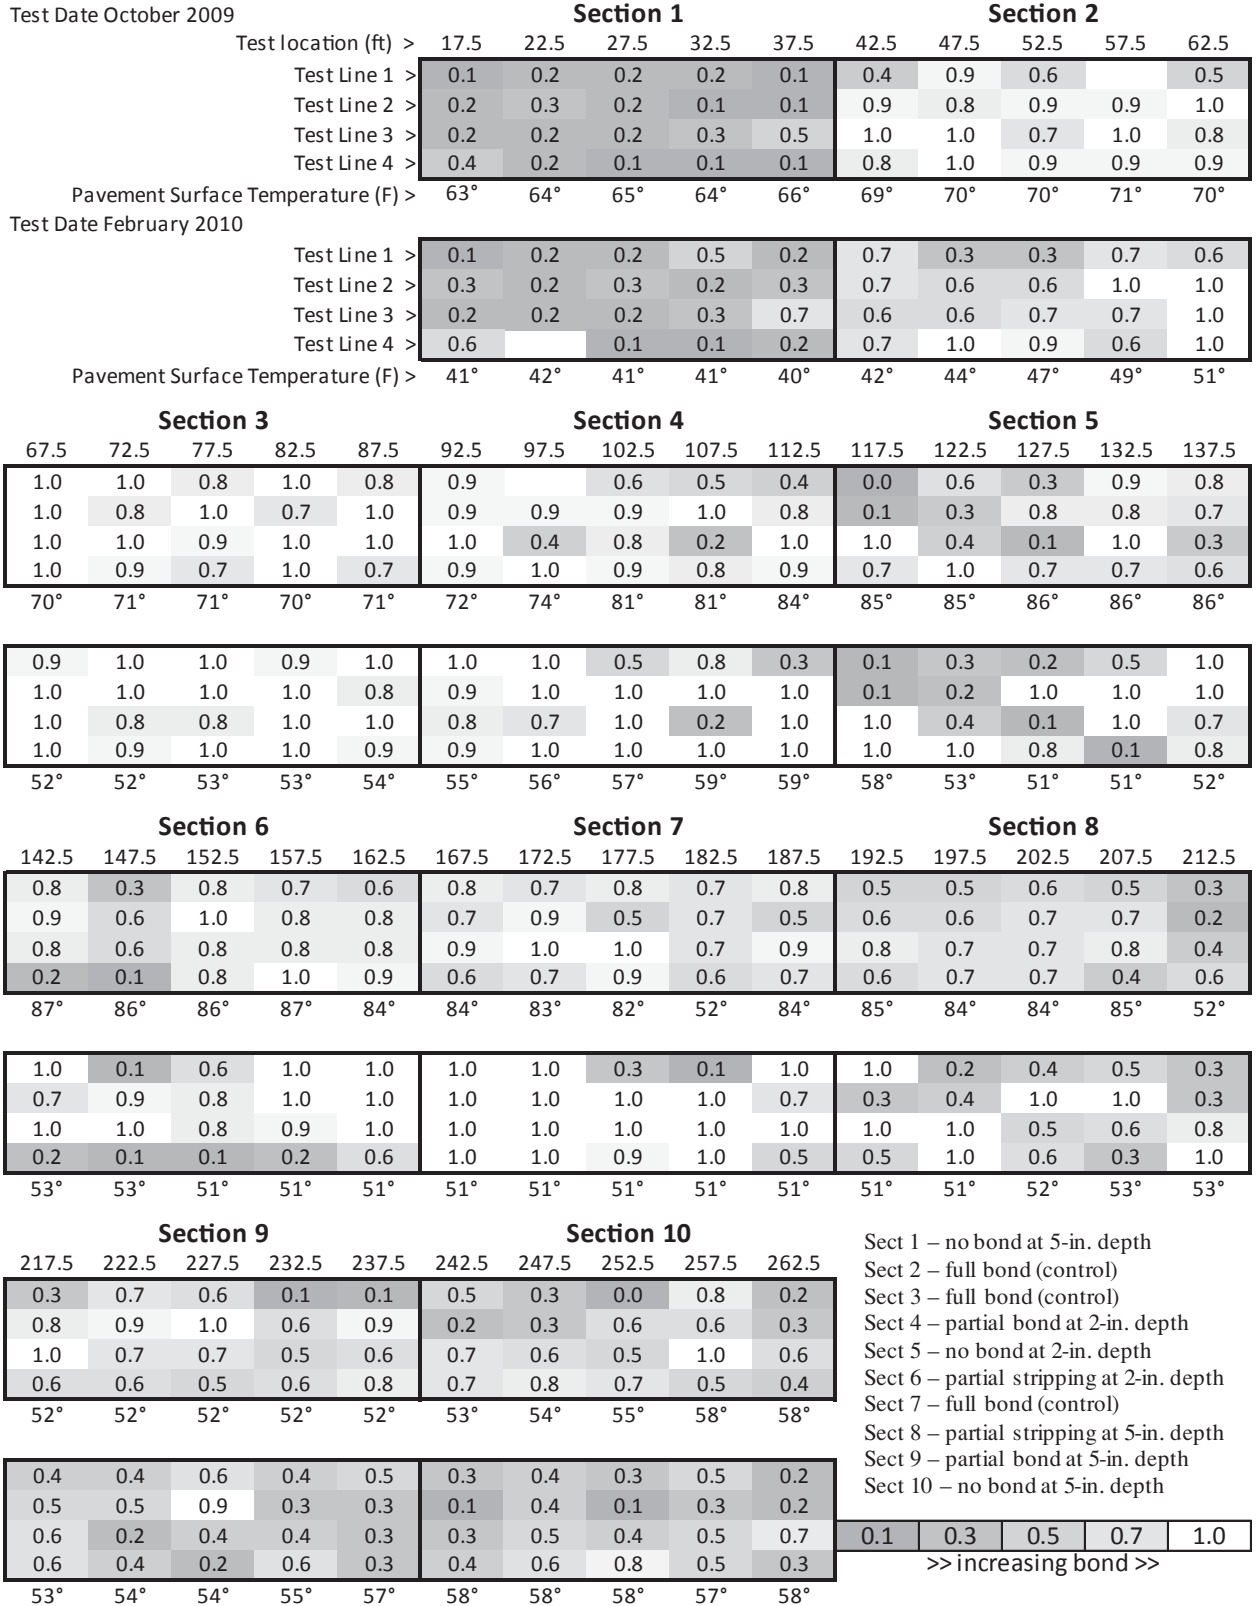 Test Date October 2009
Section 1 Section 2
Test location (ft) > 17.5 22.5 27.5 32.5 37.5 42.5 47.5 52.5 57.5 62.5
Test Line 1 > 0.1 0.2 0.2 0.2 0.1 0.4 0.9 0.6 0.5
Test Line 2 > 0.2 0.3 0.2 0.1 0.1 0.9 0.8 0.9 0.9 1.0
Test Line 3 > 0.2 0.2 0.2 0.3 0.5 1.0 1.0 0.7 1.0 0.8
Test Line 4 > 0.4 0.2 0.1 0.1 0.1 0.8 1.0 0.9 0.9 0.9
Pavement Surface Temperature (F) > 63° 64° 65° 64° 66° 69° 70° 70° 71° 70°
Test Date February 2010
Test Line 1 > 0.1 0.2 0.2 0.5 0.2 0.7 0.3 0.3 0.7 0.6
Test Line 2 > 0.3 0.2 0.3 0.2 0.3 0.7 0.6 0.6 1.0 1.0
Test Line 3 > 0.2 0.2 0.2 0.3 0.7 0.6 0.6 0.7 0.7 1.0
Test Line 4 > 0.6 0.1 0.1 0.2 0.7 1.0 0.9 0.6 1.0
Pavement Surface Temperature (F) > 41° 42° 41° 41° 40° 42° 44° 47° 49° 51°
Section 3 Section 4 Section 5
67.5 72.5 77.5 82.5 87.5 92.5 97.5 102.5 107.5 112.5 117.5 122.5 127.5 132.5 137.5
1.0 1.0 0.8 1.0 0.8 0.9 0.6 0.5 0.4 0.0 0.6 0.3 0.9 0.8
1.0 0.8 1.0 0.7 1.0 0.9 0.9 0.9 1.0 0.8 0.1 0.3 0.8 0.8 0.7
1.0 1.0 0.9 1.0 1.0 1.0 0.4 0.8 0.2 1.0 1.0 0.4 0.1 1.0 0.3
1.0 0.9 0.7 1.0 0.7 0.9 1.0 0.9 0.8 0.9 0.7 1.0 0.7 0.7 0.6
70° 71° 71° 70° 71° 72° 74° 81° 81° 84° 85° 85° 86° 86° 86°
0.9 1.0 1.0 0.9 1.0 1.0 1.0 0.5 0.8 0.3 0.1 0.3 0.2 0.5 1.0
1.0 1.0 1.0 1.0 0.8 0.9 1.0 1.0 1.0 1.0 0.1 0.2 1.0 1.0 1.0
1.0 0.8 0.8 1.0 1.0 0.8 0.7 1.0 0.2 1.0 1.0 0.4 0.1 1.0 0.7
1.0 0.9 1.0 1.0 0.9 0.9 1.0 1.0 1.0 1.0 1.0 1.0 0.8 0.1 0.8
52° 52° 53° 53° 54° 55° 56° 57° 59° 59° 58° 53° 51° 51° 52°
Section 6 Section 7 Section 8
142.5 147.5 152.5 157.5 162.5 167.5 172.5 177.5 182.5 187.5 192.5 197.5 202.5 207.5 212.5
0.8 0.3 0.8 0.7 0.6 0.8 0.7 0.8 0.7 0.8 0.5 0.5 0.6 0.5 0.3
0.9 0.6 1.0 0.8 0.8 0.7 0.9 0.5 0.7 0.5 0.6 0.6 0.7 0.7 0.2
0.8 0.6 0.8 0.8 0.8 0.9 1.0 1.0 0.7 0.9 0.8 0.7 0.7 0.8 0.4
0.2 0.1 0.8 1.0 0.9 0.6 0.7 0.9 0.6 0.7 0.6 0.7 0.7 0.4 0.6
87° 86° 86° 87° 84° 84° 83° 82° 52° 84° 85° 84° 84° 85° 52°
1.0 0.1 0.6 1.0 1.0 1.0 1.0 0.3 0.1 1.0 1.0 0.2 0.4 0.5 0.3
0.7 0.9 0.8 1.0 1.0 1.0 1.0 1.0 1.0 0.7 0.3 0.4 1.0 1.0 0.3
1.0 1.0 0.8 0.9 1.0 1.0 1.0 1.0 1.0 1.0 1.0 1.0 0.5 0.6 0.8
0.2 0.1 0.1 0.2 0.6 1.0 1.0 0.9 1.0 0.5 0.5 1.0 0.6 0.3 1.0
53° 53° 51° 51° 51° 51° 51° 51° 51° 51° 51° 51° 52° 53° 53°
Section 9 Section 10
217.5 222.5 227.5 232.5 237.5 242.5 247.5 252.5 257.5 262.5
0.3 0.7 0.6 0.1 0.1 0.5 0.3 0.0 0.8 0.2
0.8 0.9 1.0 0.6 0.9 0.2 0.3 0.6 0.6 0.3
1.0 0.7 0.7 0.5 0.6 0.7 0.6 0.5 1.0 0.6
0.6 0.6 0.5 0.6 0.8 0.7 0.8 0.7 0.5 0.4
52° 52° 52° 52° 52° 53° 54° 55° 58° 58°
0.4 0.4 0.6 0.4 0.5 0.3 0.4 0.3 0.5 0.2
0.5 0.5 0.9 0.3 0.3 0.1 0.4 0.1 0.3 0.2
0.6 0.2 0.4 0.4 0.3 0.3 0.5 0.4 0.5 0.7
0.6 0.4 0.2 0.6 0.3 0.4 0.6 0.8 0.5 0.3
53° 54° 54° 55° 57° 58° 58° 58° 57° 58°
Sect 1 – no bond at 5-in. depth
Sect 2 – full bond (control)
Sect 3 – full bond (control)
Sect 4 – partial bond at 2-in. depth
Sect 5 – no bond at 2-in. depth
Sect 6 – partial stripping at 2-in. depth
Sect 7 – full bond (control)
Sect 8 – partial stripping at 5-in. depth
Sect 9 – partial bond at 5-in. depth
Sect 10 – no bond at 5-in. depth
0.1 0.3 0.5 0.7 1.0
>> increasing bond >>